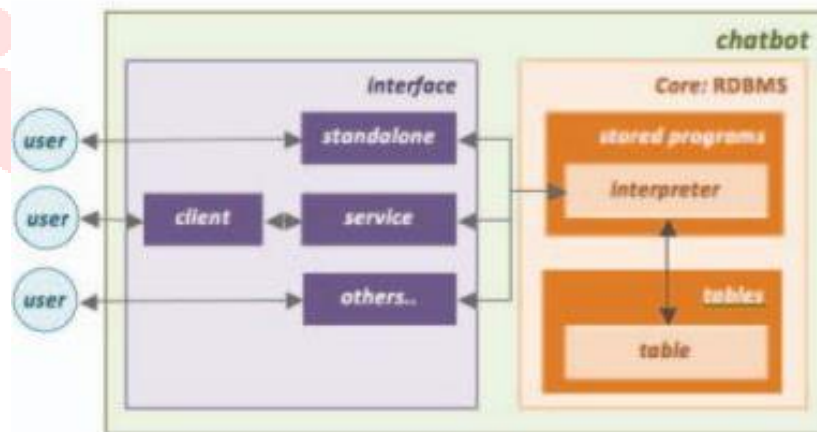 chatbot
interface
Core: RDBMS
user
standalone
stored programs
interpreter
user
client
service
user
others..
tables
table